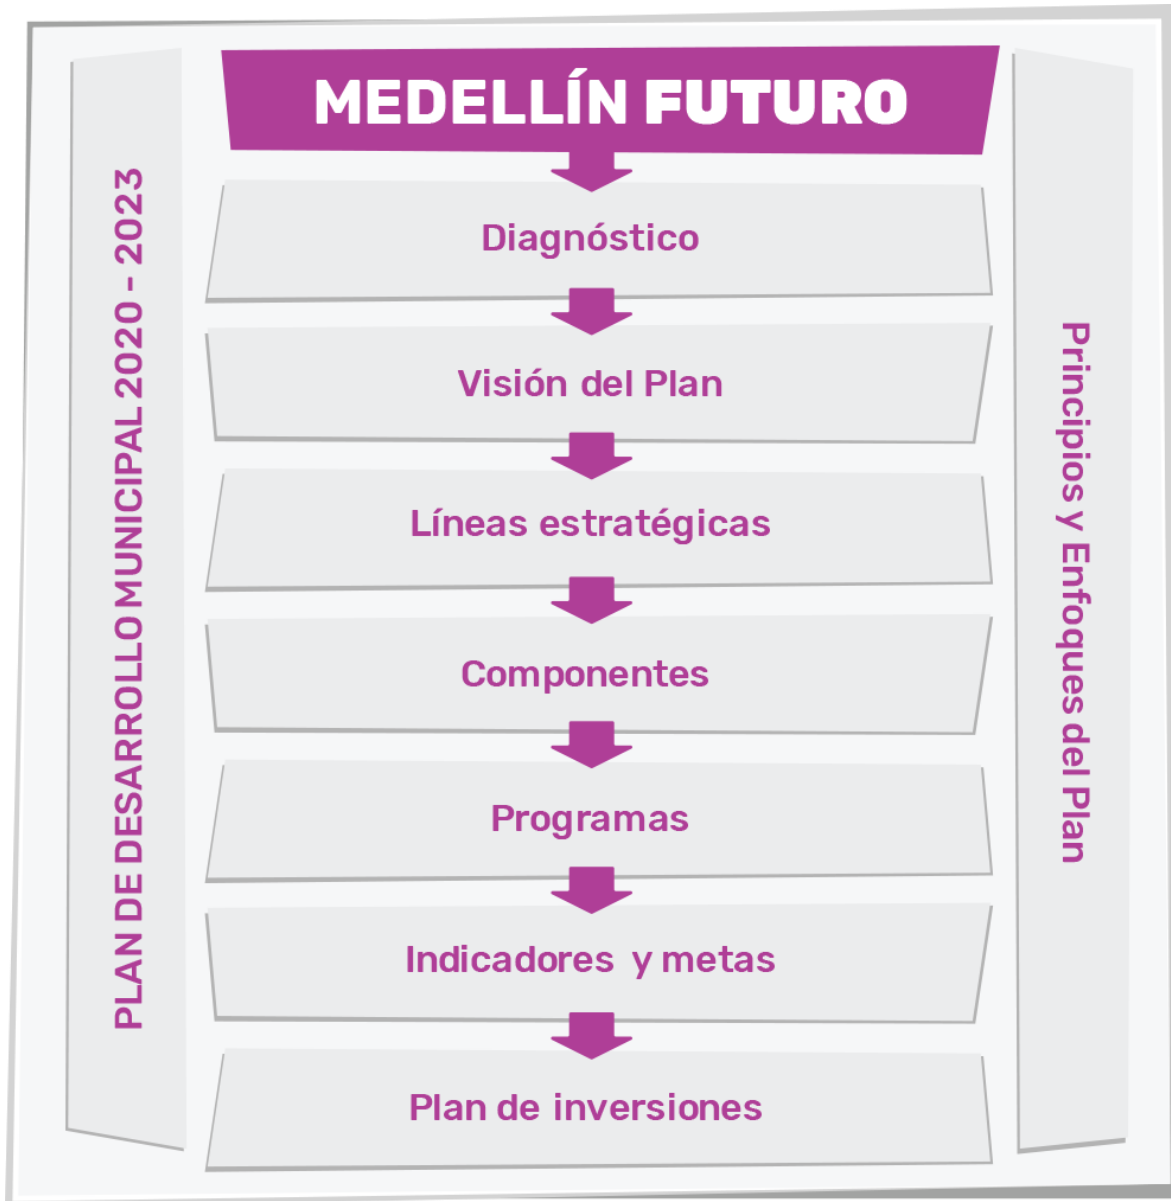 MEDELLÍN FUTURO
PLAN DE DESARROLLO MUNICIPAL 2020 - 2023
Diagnóstico
Visión del Plan
Líneas estratégicas
Componentes
Programas
Indicadores y metas
Plan de inversiones
Principios y Enfoques del Plan